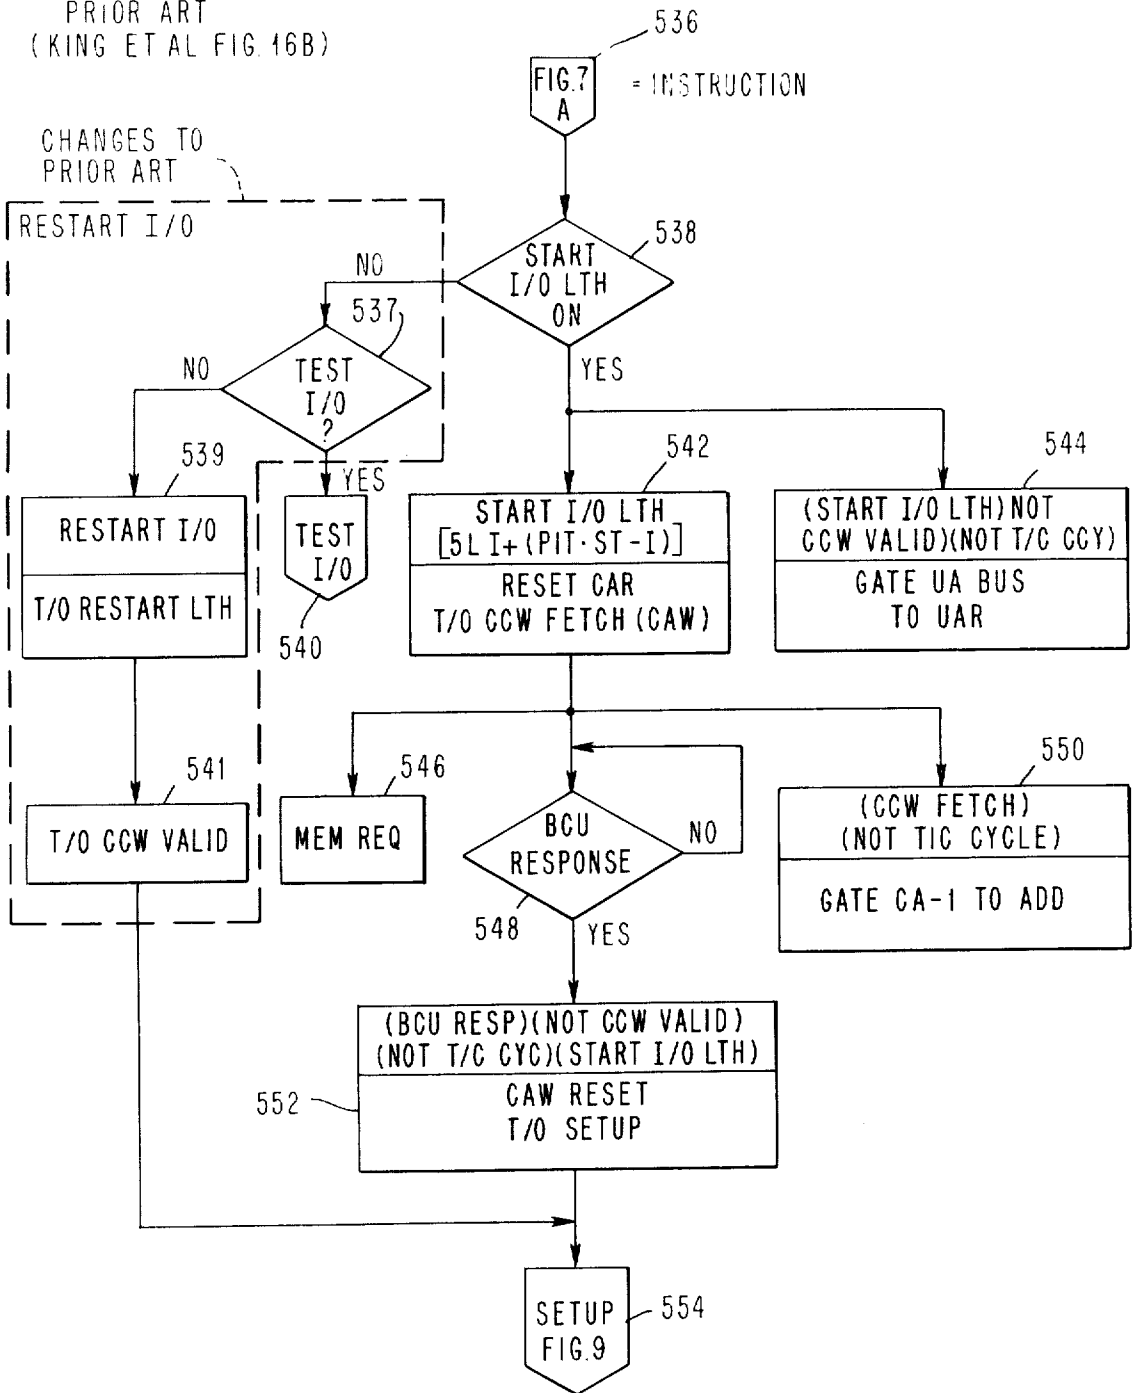 PRIOR ART
(KING ET AL FIG. 16B)
536
FIG.7
A
= INSTRUCTION
CHANGES TO
PRIOR ART
RESTART I/O
538
START
I/O LTH
ON
NO
YES
537
TEST
I/O
?
NO
YES
539
RESTART I/O
T/O RESTART LTH
TEST
I/O
540
542
START I/O LTH
[5L I+(PIT·ST-I)]
RESET CAR
T/O CCW FETCH (CAW)
544
(START I/O LTH)NOT
CCW VALID)(NOT T/C CCY)
GATE UA BUS
TO UAR
541
T/O CCW VALID
546
MEM REQ
BCU
RESPONSE
NO
548
YES
550
(CCW FETCH)
(NOT TIC CYCLE)
GATE CA-1 TO ADD
552
(BCU RESP)(NOT CCW VALID)
(NOT T/C CYC)(START I/O LTH)
CAW RESET
T/O SETUP
SETUP
FIG.9
554